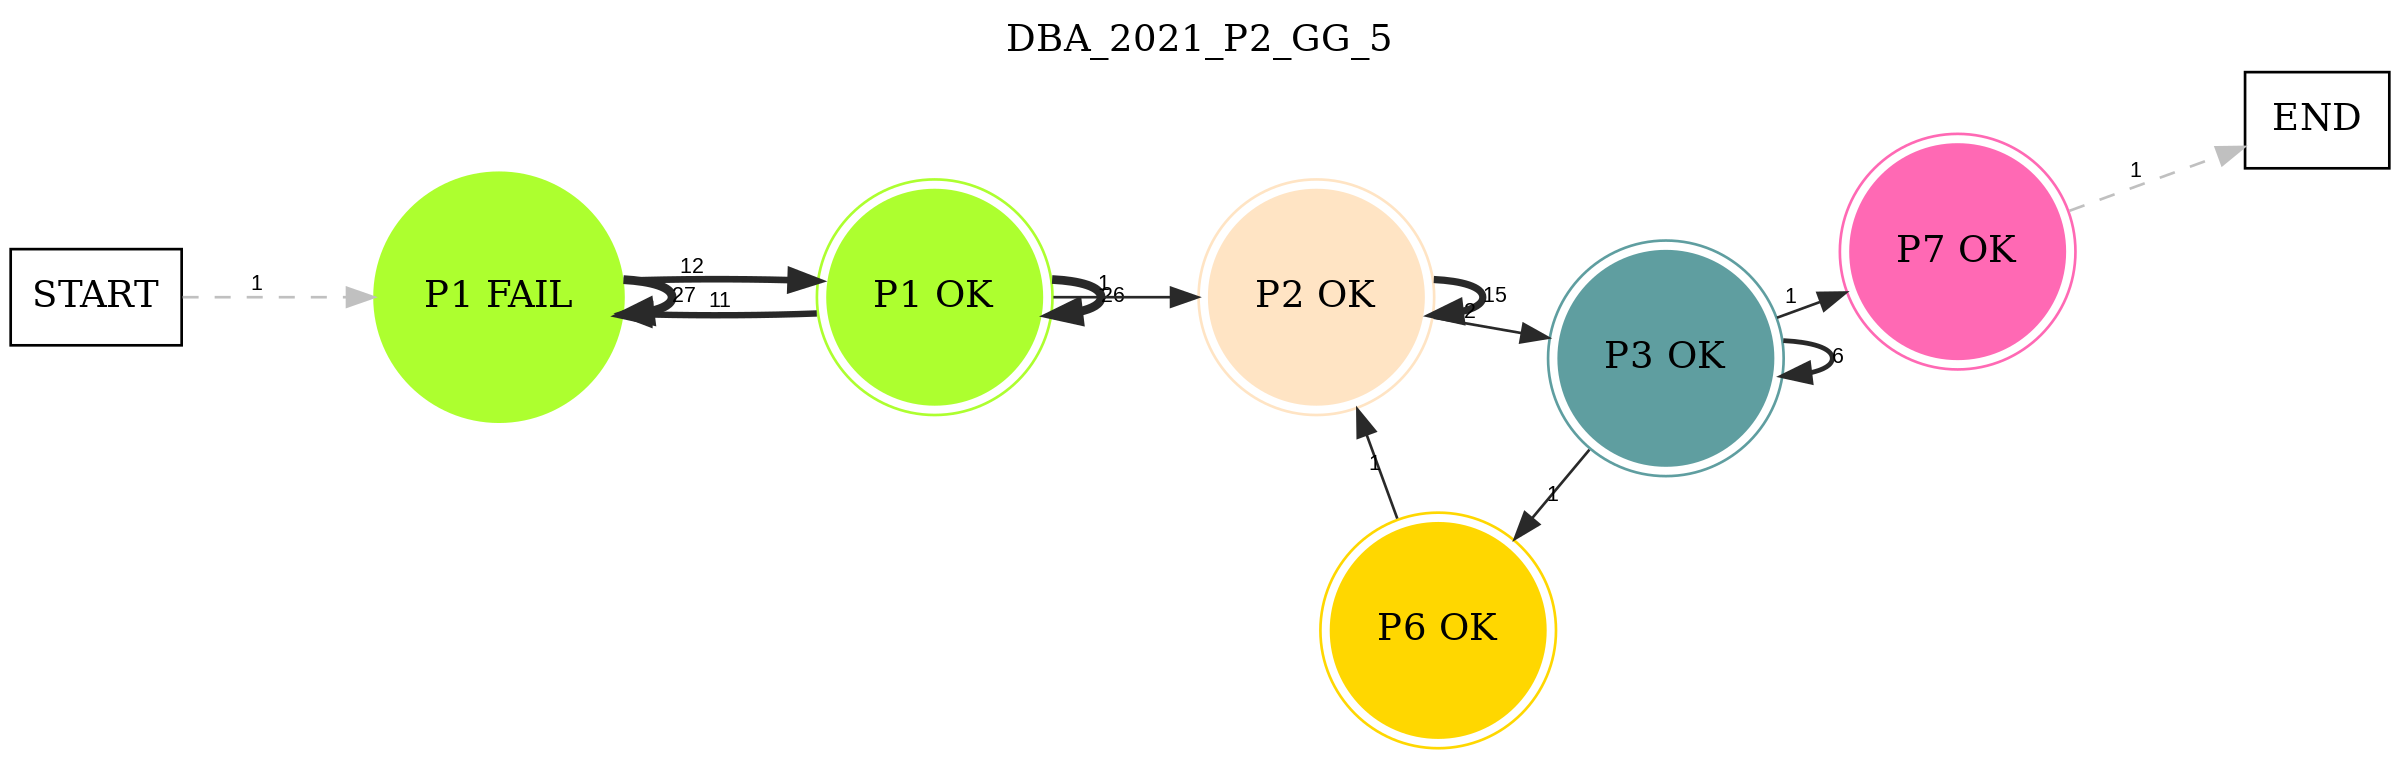 DBA_2021_P2_GG_5
START
1
P1 FAIL
12
27
11
P1 OK
1
26
P2 OK
15
2
P3 OK
1
6
P7 OK
1
END
1
1
P6 OK